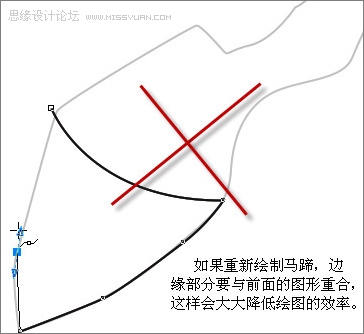 思缘设计论坛 WWW.MISSYUAN.COM
如果重新绘制马蹄，边
缘部分要与前面的图形重合，
这样会大大降低绘图的效率。